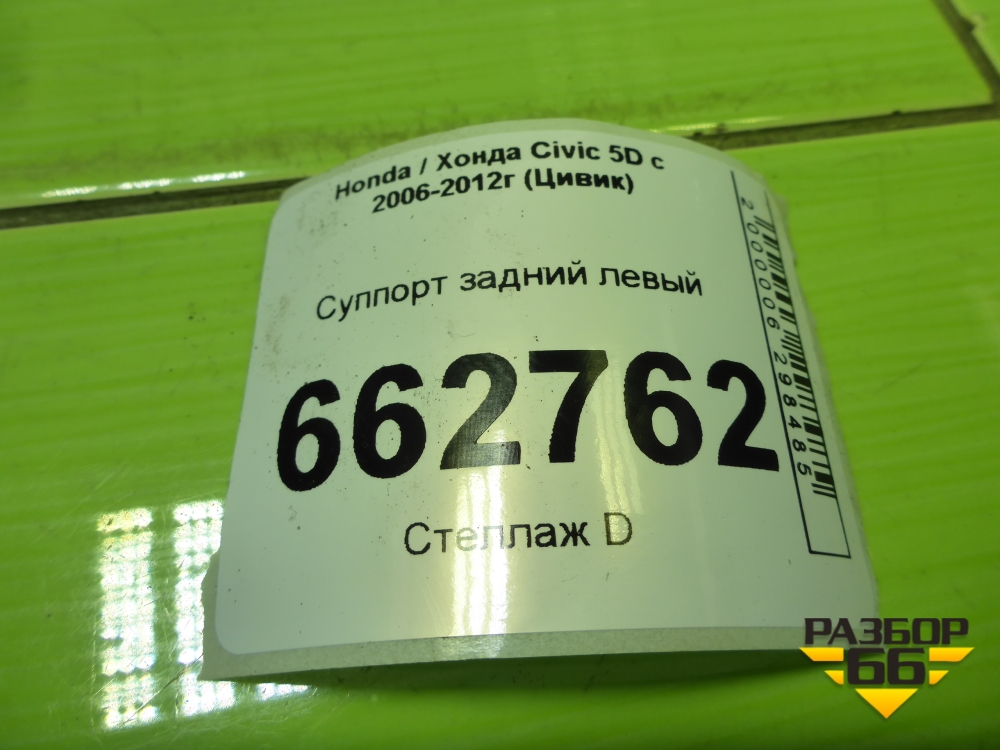 Honda / Хонда Civic 5D с
2006-2012г (Цивик)
Суппорт задний левый
662762
Стеллаж D
2000006298485
РАЗБОР
66